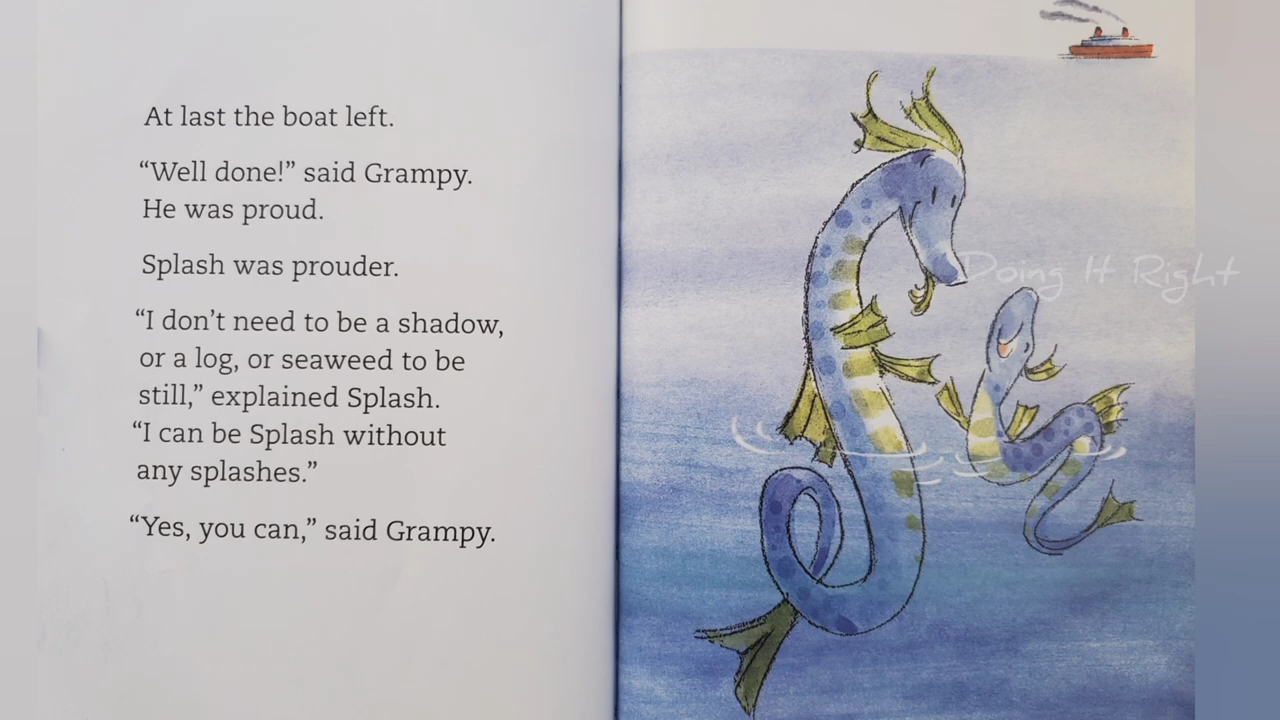 At last the boat left.
“Well done!” said Grampy.
He was proud.
Splash was prouder.
“I don’t need to be a shadow,
or a log, or seaweed to be
still,” explained Splash.
“I can be Splash without
any splashes.”
“Yes, you can,” said Grampy.
Doing It Right